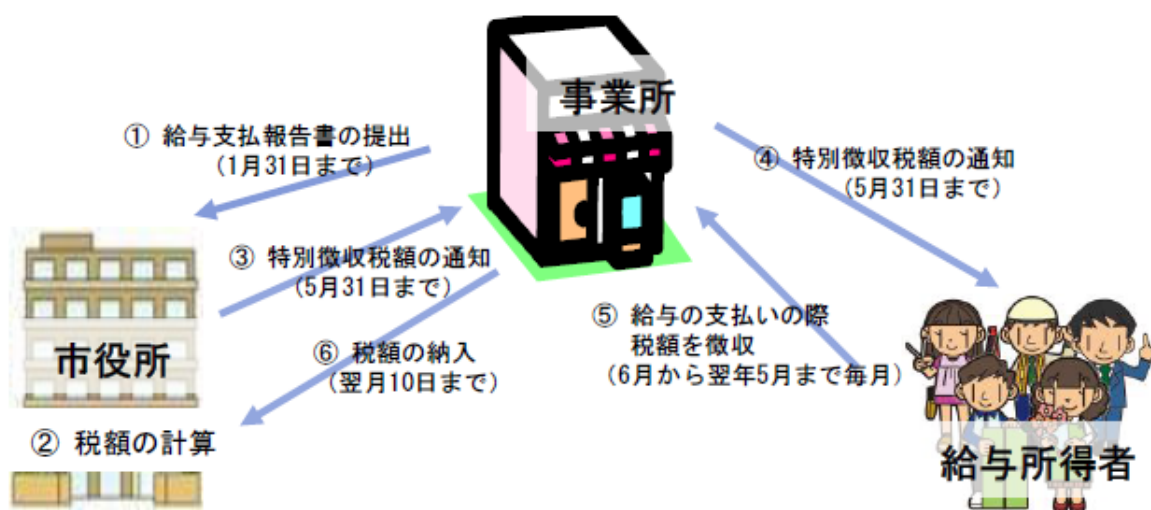 事業所
① 給与支払報告書の提出
（1月31日まで）
④ 特別徴収税額の通知
（5月31日まで）
③ 特別徴収税額の通知
（5月31日まで）
⑤ 給与の支払いの際
税額を徴収
（6月から翌年5月まで毎月）
⑥ 税額の納入
（翌月10日まで）
市役所
② 税額の計算
給与所得者